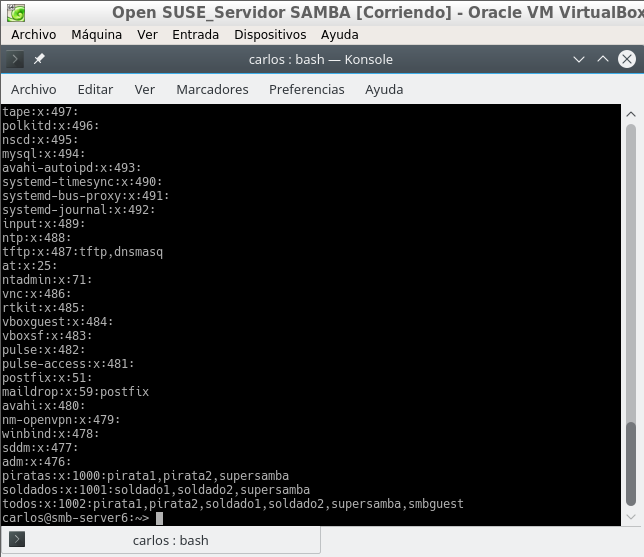 Open SUSE_Servidor SAMBA [Corriendo] - Oracle VM VirtualBox
Archivo Máquina Ver Entrada Dispositivos Ayuda
carlos : bash — Konsole
Archivo Editar Ver Marcadores Preferencias Ayuda
tape:x:497:
polkitd:x:496:
nscd:x:495:
mysql:x:494:
avahi-autoipd:x:493:
systemd-timesync:x:490:
systemd-bus-proxy:x:491:
systemd-journal:x:492:
input:x:489:
ntp:x:488:
tftp:x:487:tftp,dnsmasq
at:x:25:
ntadmin:x:71:
vnc:x:486:
rtkit:x:485:
vboxguest:x:484:
vboxsf:x:483:
pulse:x:482:
pulse-access:x:481:
postfix:x:51:
maildrop:x:59:postfix
avahi:x:480:
nm-openvpn:x:479:
winbind:x:478:
sddm:x:477:
adm:x:476:
piratas:x:1000:pirata1,pirata2,supersamba
soldados:x:1001:soldado1,soldado2,supersamba
todos:x:1002:pirata1,pirata2,soldado1,soldado2,supersamba,smbguest
carlos@smb-server6:~>
carlos : bash